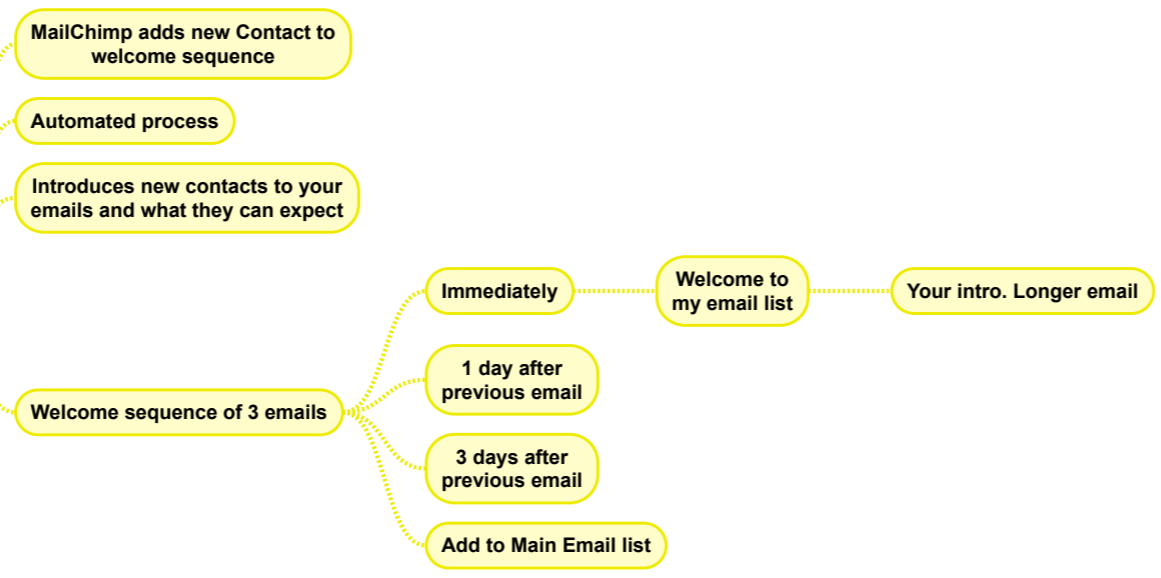 MailChimp adds new Contact to
welcome sequence
Automated process
Introduces new contacts to your
emails and what they can expect
Welcome sequence of 3 emails
Immediately
Welcome to
my email list
Your intro. Longer email
1 day after
previous email
3 days after
previous email
Add to Main Email list